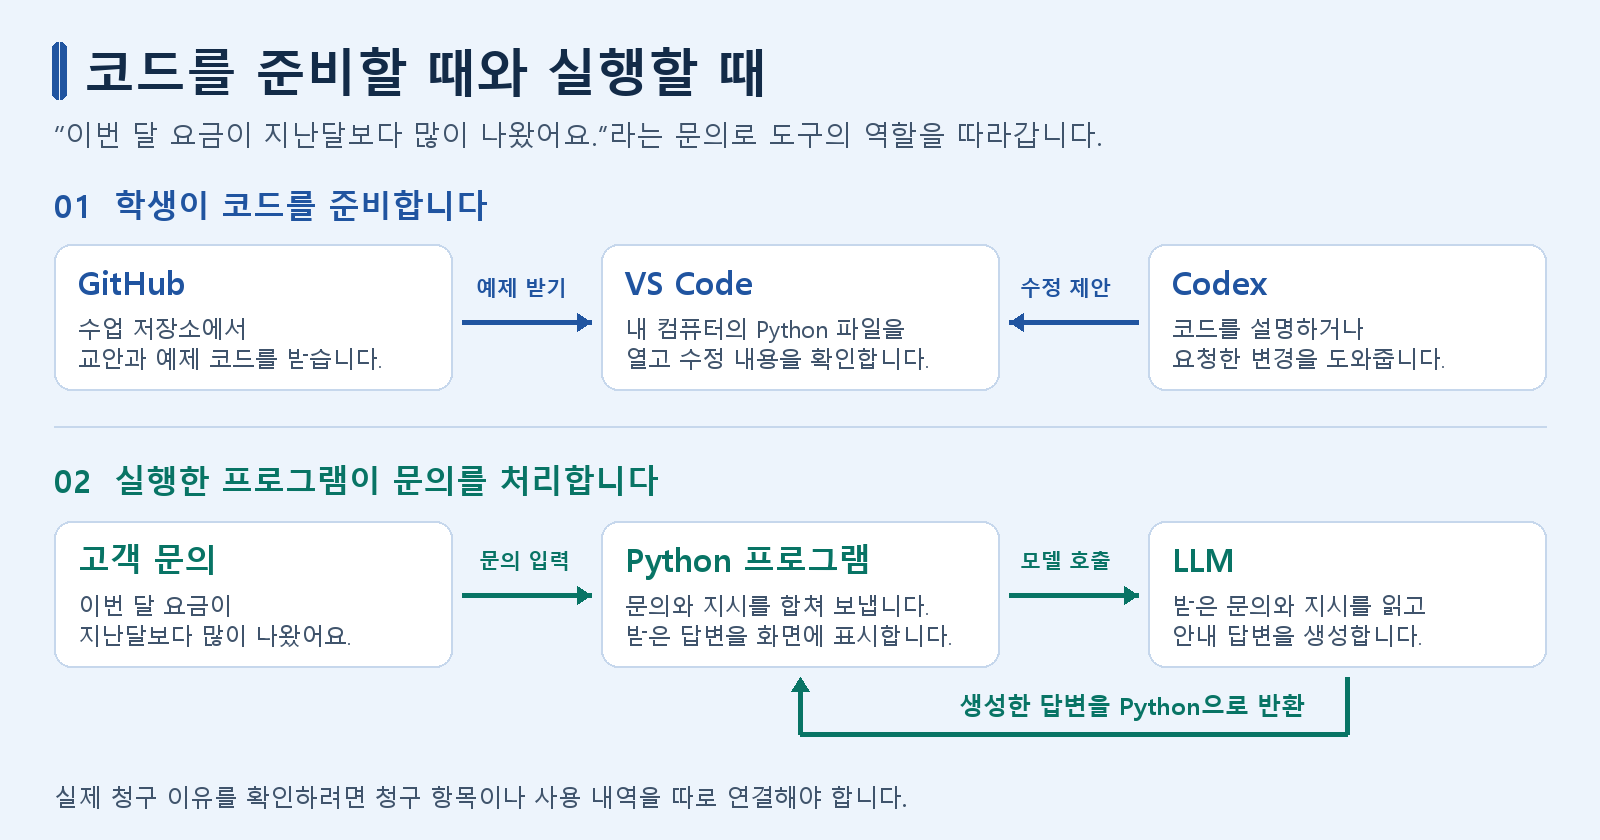 코드를 준비할 때와 실행할 때
“이번 달 요금이 지난달보다 많이 나왔어요.”라는 문의로 도구의 역할을 따라갑니다.
01 학생이 코드를 준비합니다
GitHub
수업 저장소에서
교안과 예제 코드를 받습니다.
예제 받기
VS Code
내 컴퓨터의 Python 파일을
열고 수정 내용을 확인합니다.
수정 제안
Codex
코드를 설명하거나
요청한 변경을 도와줍니다.
02 실행한 프로그램이 문의를 처리합니다
고객 문의
이번 달 요금이
지난달보다 많이 나왔어요.
문의 입력
Python 프로그램
문의와 지시를 합쳐 보냅니다.
받은 답변을 화면에 표시합니다.
모델 호출
LLM
받은 문의와 지시를 읽고
안내 답변을 생성합니다.
생성한 답변을 Python으로 반환
실제 청구 이유를 확인하려면 청구 항목이나 사용 내역을 따로 연결해야 합니다.